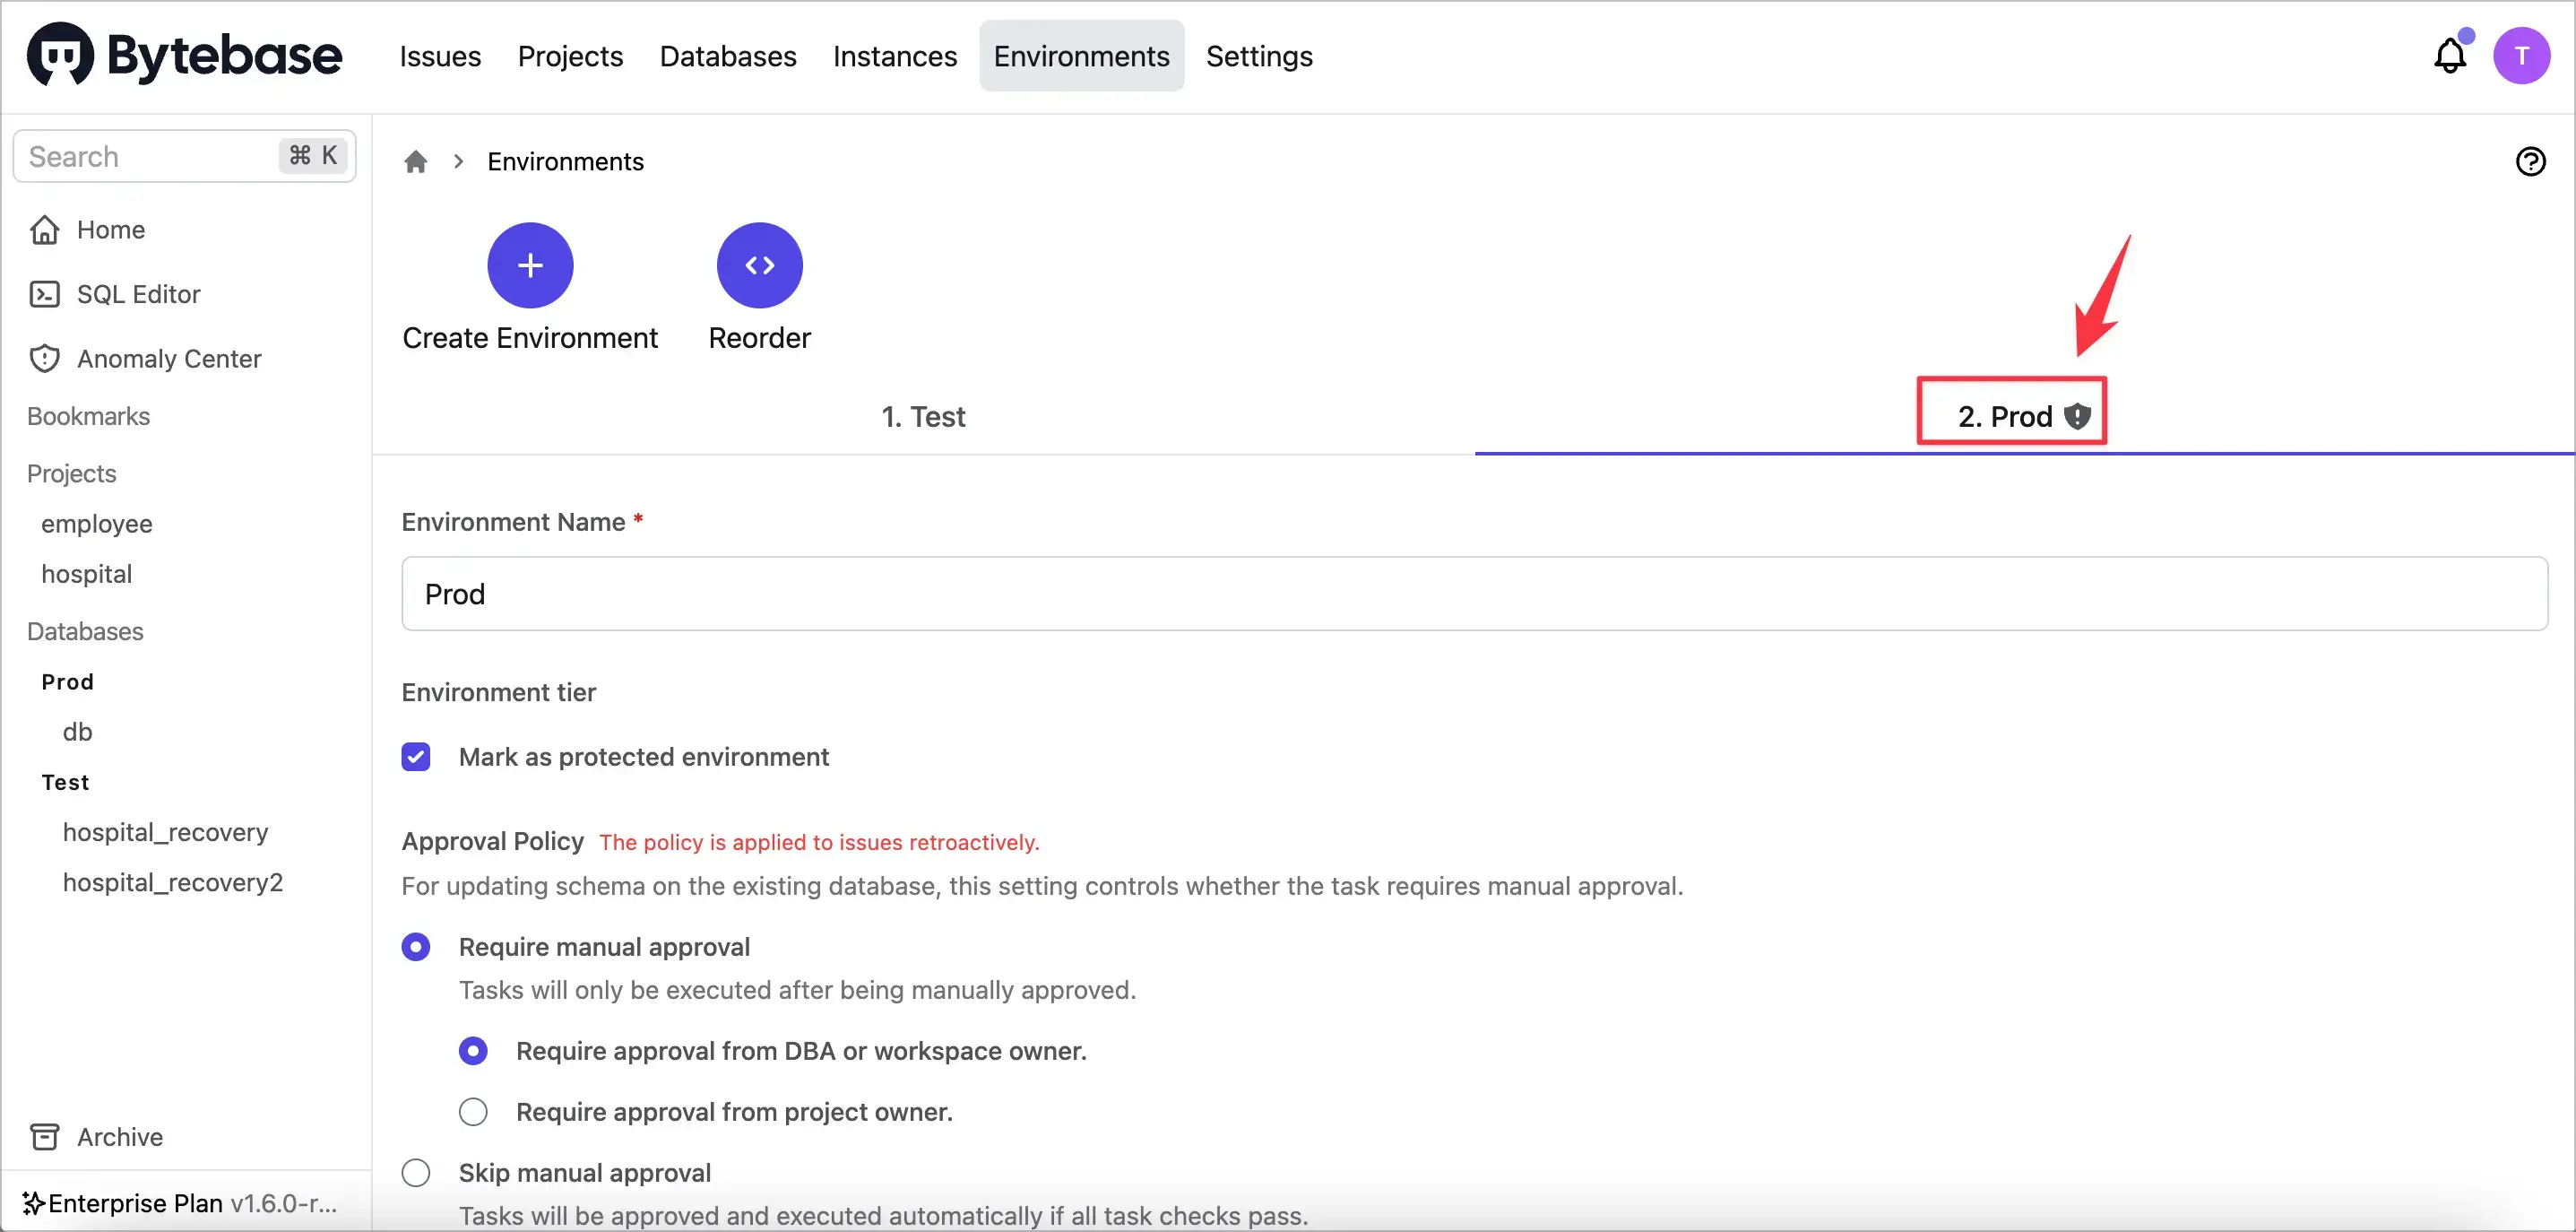 Bytebase Issues Projects Databases Instances Environments Settings T
Search ⌘ K
Environments
Home
SQL Editor
Anomaly Center
Bookmarks
Projects
employee
hospital
Databases
Prod
db
Test
hospital_recovery
hospital_recovery2
Archive
Enterprise Plan v1.6.0-r...
Create Environment Reorder
1. Test 2. Prod
Environment Name *
Prod
Environment tier
Mark as protected environment
Approval Policy The policy is applied to issues retroactively.
For updating schema on the existing database, this setting controls whether the task requires manual approval.
Require manual approval
Tasks will only be executed after being manually approved.
Require approval from DBA or workspace owner.
Require approval from project owner.
Skip manual approval
Tasks will be approved and executed automatically if all task checks pass.